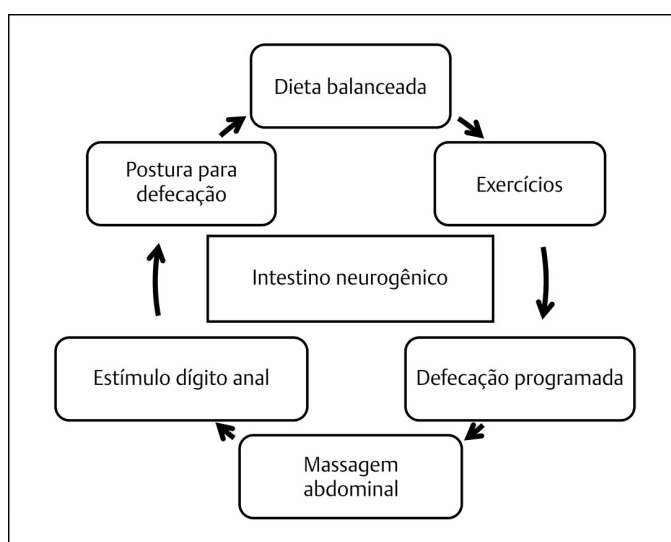 Dieta balanceada
Postura para
defecação
Exercícios
Intestino neurogênico
Estímulo dígito anal
Defecação programada
Massagem
abdominal